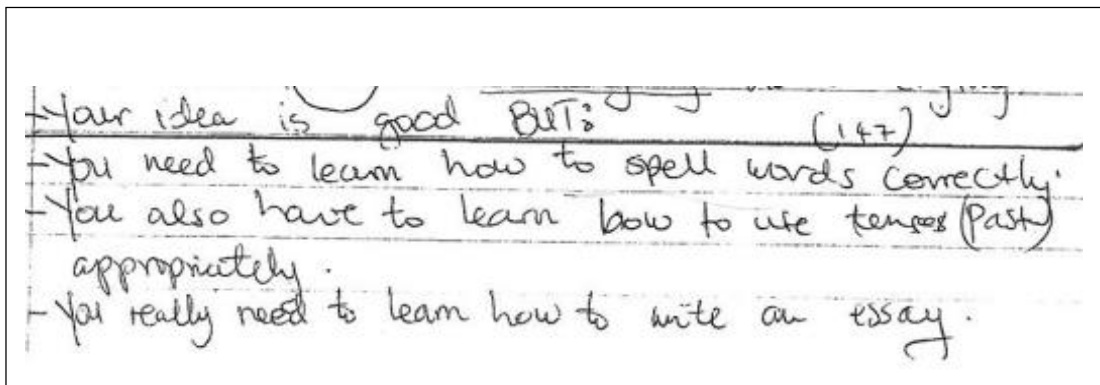 - Your idea is good BUT: (147)
- You need to learn how to spell words correctly.
- You also have to learn how to use tenses (Past)
appropriately.
- You really need to learn how to write an essay.